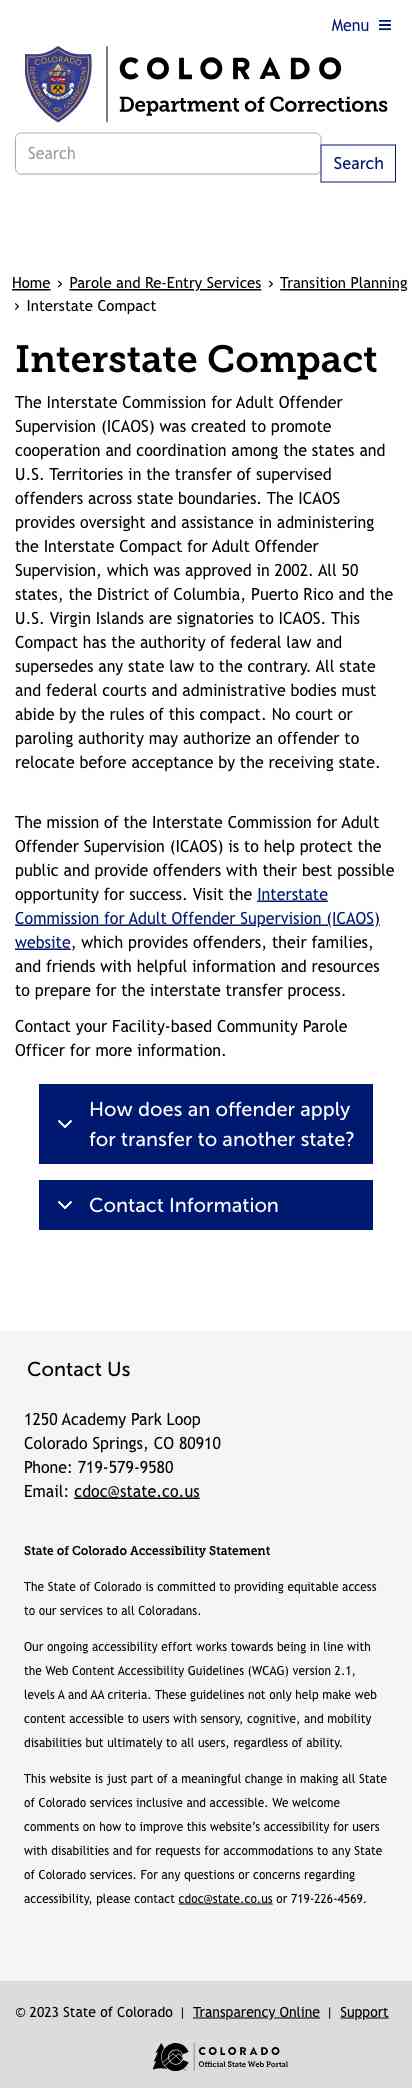 Menu
COLORADO
Department of Corrections
Search
Search
Home › Parole and Re-Entry Services › Transition Planning
› Interstate Compact
Interstate Compact
The Interstate Commission for Adult Offender
Supervision (ICAOS) was created to promote
cooperation and coordination among the states and
U.S. Territories in the transfer of supervised
offenders across state boundaries. The ICAOS
provides oversight and assistance in administering
the Interstate Compact for Adult Offender
Supervision, which was approved in 2002. All 50
states, the District of Columbia, Puerto Rico and the
U.S. Virgin Islands are signatories to ICAOS. This
Compact has the authority of federal law and
supersedes any state law to the contrary. All state
and federal courts and administrative bodies must
abide by the rules of this compact. No court or
paroling authority may authorize an offender to
relocate before acceptance by the receiving state.
The mission of the Interstate Commission for Adult
Offender Supervision (ICAOS) is to help protect the
public and provide offenders with their best possible
opportunity for success. Visit the Interstate
Commission for Adult Offender Supervision (ICAOS)
website, which provides offenders, their families,
and friends with helpful information and resources
to prepare for the interstate transfer process.
Contact your Facility-based Community Parole
Officer for more information.
How does an offender apply
for transfer to another state?
Contact Information
Contact Us
1250 Academy Park Loop
Colorado Springs, CO 80910
Phone: 719-579-9580
Email: cdoc@state.co.us
State of Colorado Accessibility Statement
The State of Colorado is committed to providing equitable access
to our services to all Coloradans.
Our ongoing accessibility effort works towards being in line with
the Web Content Accessibility Guidelines (WCAG) version 2.1,
levels A and AA criteria. These guidelines not only help make web
content accessible to users with sensory, cognitive, and mobility
disabilities but ultimately to all users, regardless of ability.
This website is just part of a meaningful change in making all State
of Colorado services inclusive and accessible. We welcome
comments on how to improve this website's accessibility for users
with disabilities and for requests for accommodations to any State
of Colorado services. For any questions or concerns regarding
accessibility, please contact cdoc@state.co.us or 719-226-4569.
© 2023 State of Colorado | Transparency Online | Support
COLORADO
Official State Web Portal